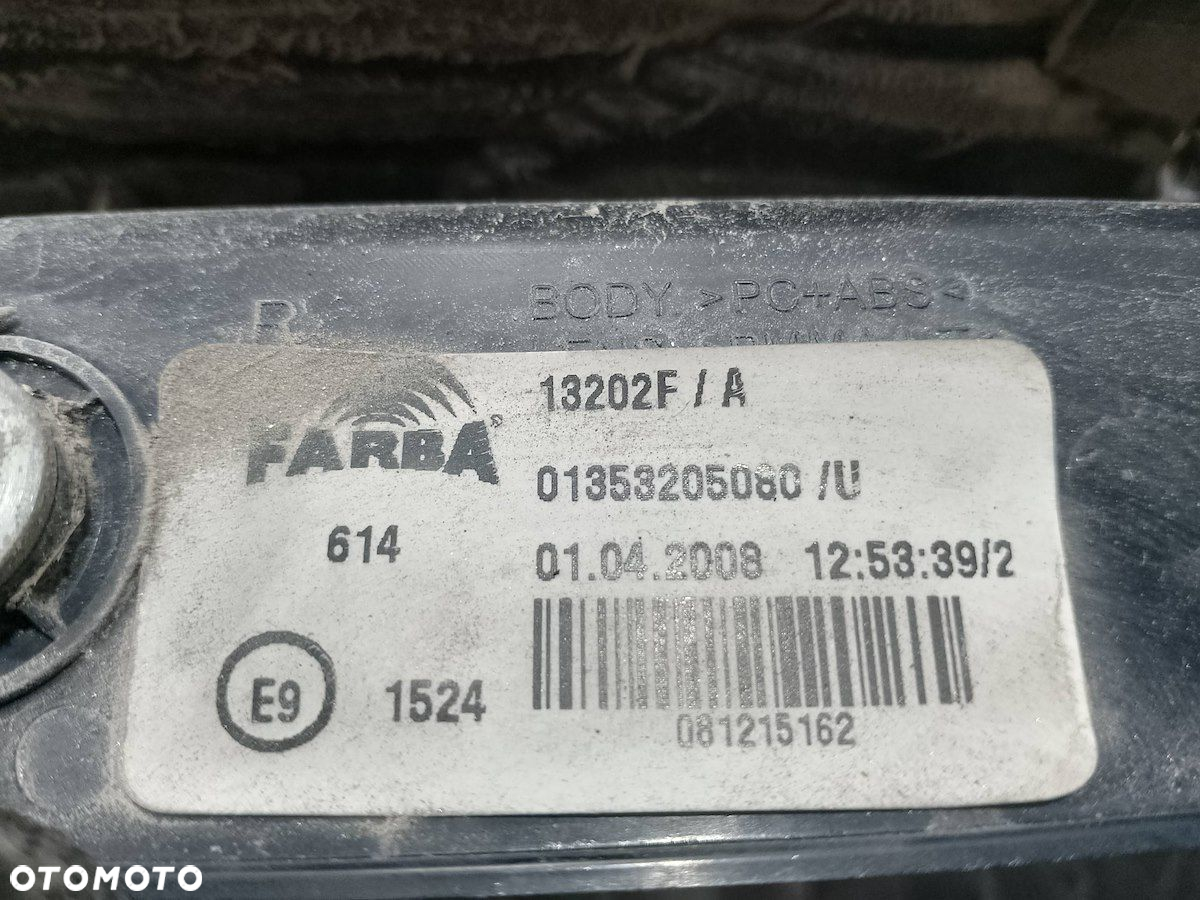 R
BODY >PC+ABS<
FARBA®
13202F / A
01353205080 /U
614
01.04.2008 12:53:39/2
E9
1524
081215162
OTOMOTO